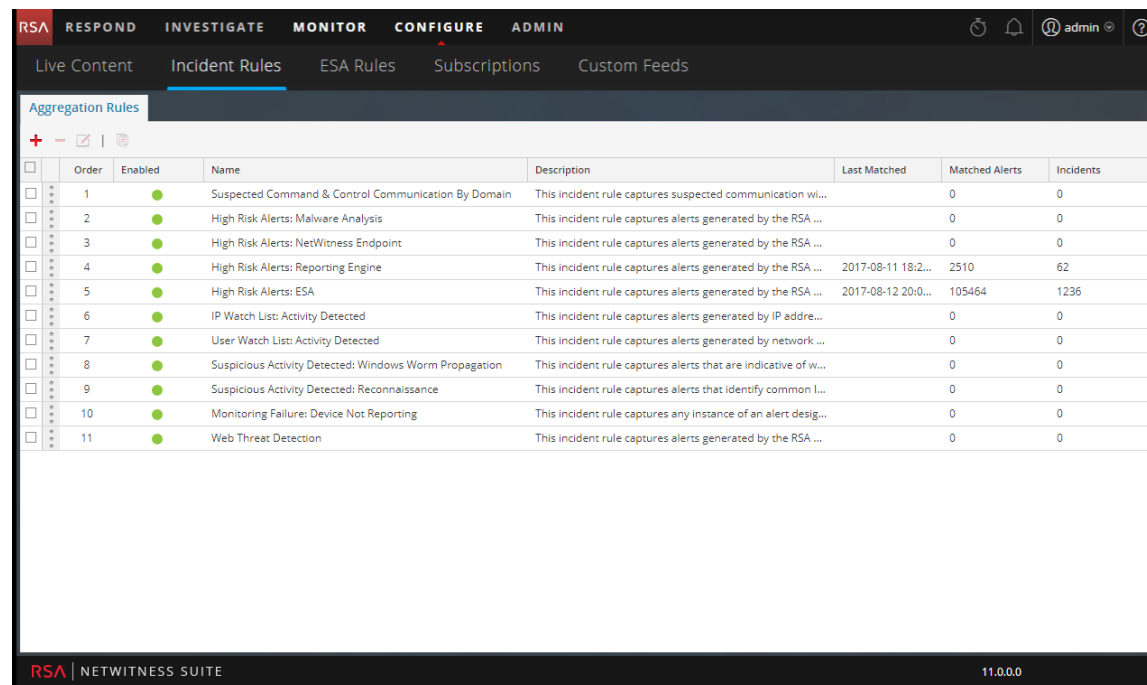 RSA RESPOND INVESTIGATE MONITOR CONFIGURE ADMIN admin
Live Content Incident Rules ESA Rules Subscriptions Custom Feeds
Aggregation Rules
Order Enabled Name Description Last Matched Matched Alerts Incidents
1 Suspected Command & Control Communication By Domain This incident rule captures suspected communication wi... 0 0
2 High Risk Alerts: Malware Analysis This incident rule captures alerts generated by the RSA ... 0 0
3 High Risk Alerts: NetWitness Endpoint This incident rule captures alerts generated by the RSA ... 0 0
4 High Risk Alerts: Reporting Engine This incident rule captures alerts generated by the RSA ... 2017-08-11 18:2... 2510 62
5 High Risk Alerts: ESA This incident rule captures alerts generated by the RSA ... 2017-08-12 20:0... 105464 1236
6 IP Watch List: Activity Detected This incident rule captures alerts generated by IP addre... 0 0
7 User Watch List: Activity Detected This incident rule captures alerts generated by network ... 0 0
8 Suspicious Activity Detected: Windows Worm Propagation This incident rule captures alerts that are indicative of w... 0 0
9 Suspicious Activity Detected: Reconnaissance This incident rule captures alerts that identify common I... 0 0
10 Monitoring Failure: Device Not Reporting This incident rule captures any instance of an alert desig... 0 0
11 Web Threat Detection This incident rule captures alerts generated by the RSA ... 0 0
RSA NETWITNESS SUITE 11.0.0.0